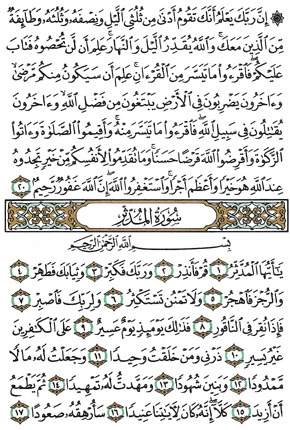 ۞ إِنَّ رَبَّكَ يَعْلَمُ أَنَّكَ تَقُومُ أَدْنَىٰ مِن ثُلُثَىِ ٱلَّيْلِ وَنِصْفَهُۥ وَثُلُثَهُۥ وَطَآئِفَةٌ
مِّنَ ٱلَّذِينَ مَعَكَ ۚ وَٱللَّهُ يُقَدِّرُ ٱلَّيْلَ وَٱلنَّهَارَ ۚ عَلِمَ أَن لَّن تُحْصُوهُ فَتَابَ
عَلَيْكُمْ ۖ فَٱقْرَءُوا۟ مَا تَيَسَّرَ مِنَ ٱلْقُرْءَانِ ۚ عَلِمَ أَن سَيَكُونُ مِنكُم مَّرْضَىٰ ۙ
وَءَاخَرُونَ يَضْرِبُونَ فِى ٱلْأَرْضِ يَبْتَغُونَ مِن فَضْلِ ٱللَّهِ ۙ وَءَاخَرُونَ
يُقَٰتِلُونَ فِى سَبِيلِ ٱللَّهِ ۖ فَٱقْرَءُوا۟ مَا تَيَسَّرَ مِنْهُ ۚ وَأَقِيمُوا۟ ٱلصَّلَوٰةَ وَءَاتُوا۟
ٱلزَّكَوٰةَ وَأَقْرِضُوا۟ ٱللَّهَ قَرْضًا حَسَنًا ۚ وَمَا تُقَدِّمُوا۟ لِأَنفُسِكُم مِّنْ خَيْرٍ تَجِدُوهُ
عِندَ ٱللَّهِ هُوَ خَيْرًا وَأَعْظَمَ أَجْرًا ۚ وَٱسْتَغْفِرُوا۟ ٱللَّهَ ۖ إِنَّ ٱللَّهَ غَفُورٌ رَّحِيمٌۢ ٢٠
سُورَةُ ٱلْمُدَّثِّرِ
بِسْمِ ٱللَّهِ ٱلرَّحْمَٰنِ ٱلرَّحِيمِ
يَٰٓأَيُّهَا ٱلْمُدَّثِّرُ ١ قُمْ فَأَنذِرْ ٢ وَرَبَّكَ فَكَبِّرْ ٣ وَثِيَابَكَ فَطَهِّرْ ٤
وَٱلرُّجْزَ فَٱهْجُرْ ٥ وَلَا تَمْنُن تَسْتَكْثِرُ ٦ وَلِرَبِّكَ فَٱصْبِرْ ٧
فَإِذَا نُقِرَ فِى ٱلنَّاقُورِ ٨ فَذَٰلِكَ يَوْمَئِذٍ يَوْمٌ عَسِيرٌ ٩ عَلَى ٱلْكَٰفِرِينَ
غَيْرُ يَسِيرٍ ١٠ ذَرْنِى وَمَنْ خَلَقْتُ وَحِيدًا ١١ وَجَعَلْتُ لَهُۥ مَالًا
مَّمْدُودًا ١٢ وَبَنِينَ شُهُودًا ١٣ وَمَهَّدتُّ لَهُۥ تَمْهِيدًا ١٤ ثُمَّ يَطْمَعُ
أَنْ أَزِيدَ ١٥ كَلَّآ ۖ إِنَّهُۥ كَانَ لِءَايَٰتِنَا عَنِيدًا ١٦ سَأُرْهِقُهُۥ صَعُودًا ١٧